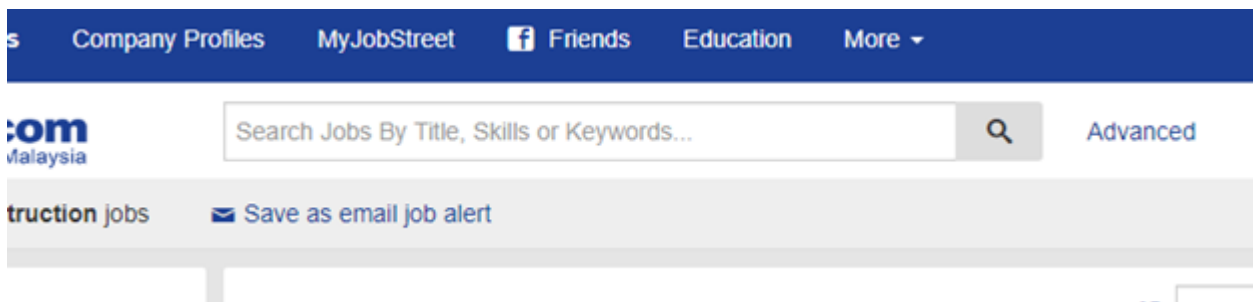 s Company Profiles MyJobStreet Friends Education More
com
Malaysia
Search Jobs By Title, Skills or Keywords...
Advanced
truction jobs Save as email job alert